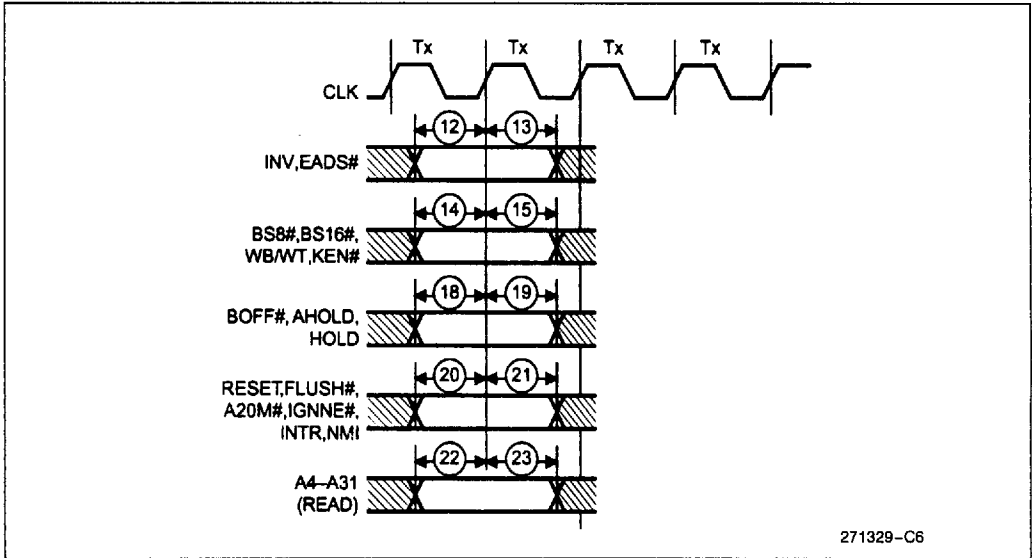 Tx Tx Tx Tx
CLK
12 13
INV,EADS#
14 15
BS8#,BS16#,
WB/WT,KEN#
18 19
BOFF#,AHOLD,
HOLD
20 21
RESET,FLUSH#,
A20M#,IGNNE#,
INTR,NMI
22 23
A4–A31
(READ)
271329–C6